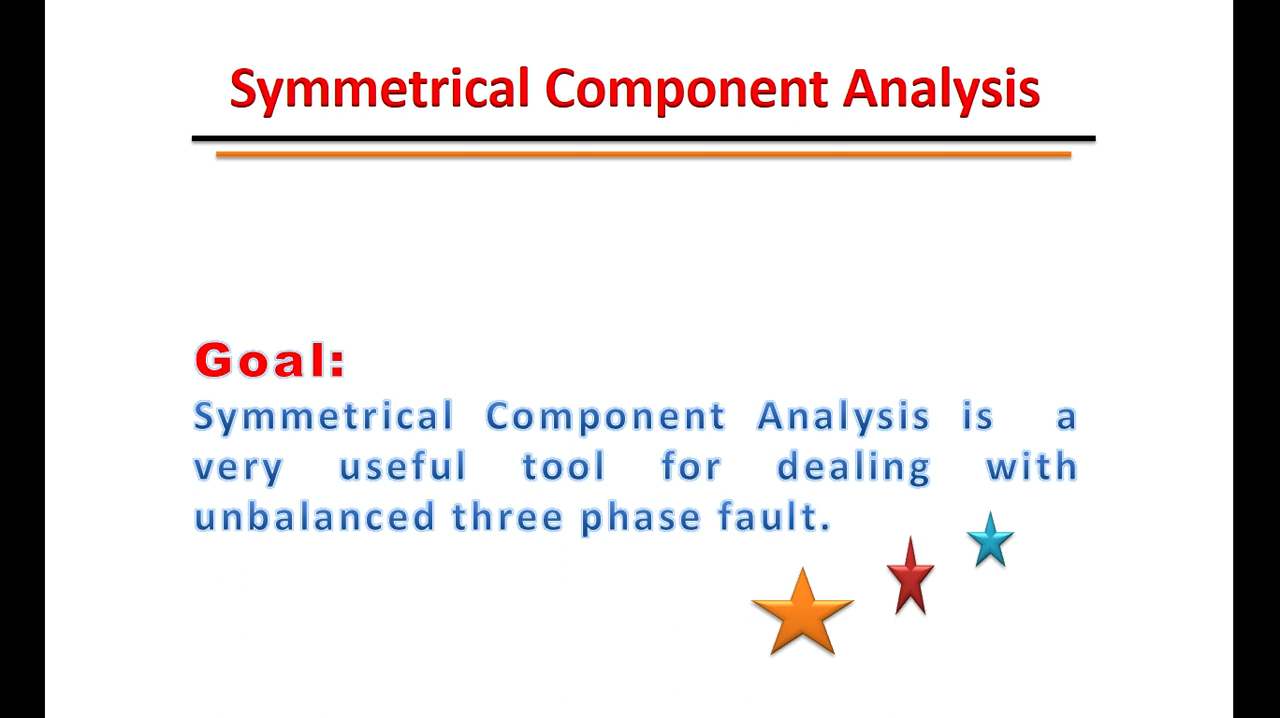 Symmetrical Component Analysis
Goal:
Symmetrical Component Analysis is a
very useful tool for dealing with
unbalanced three phase fault.